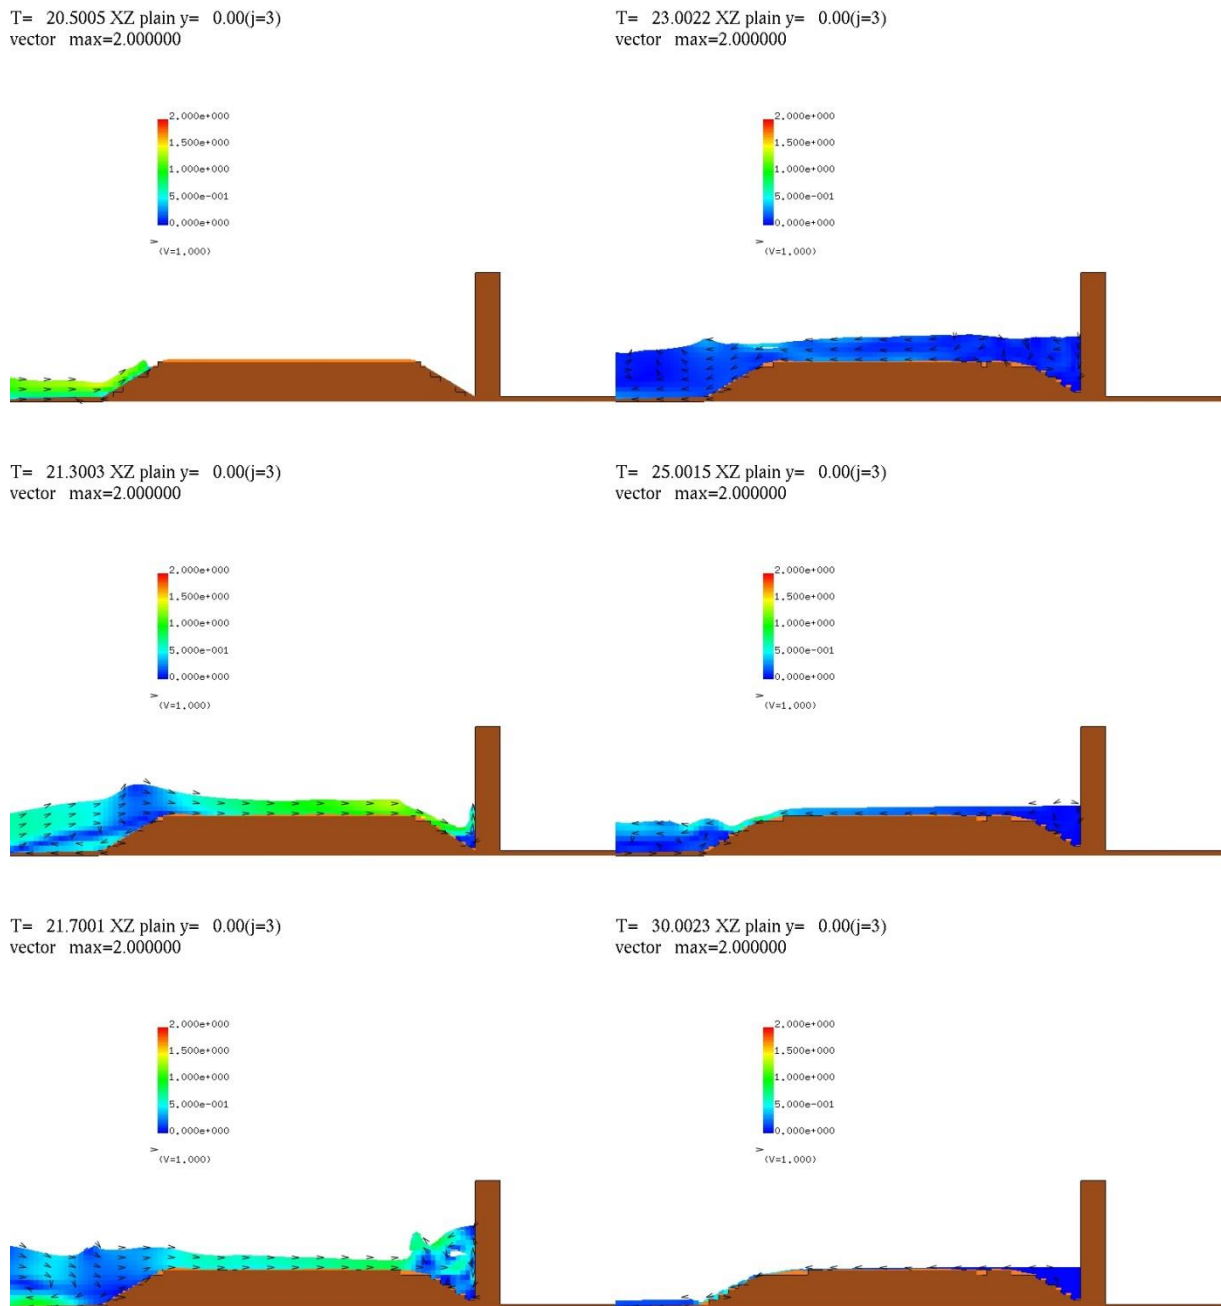 T= 20.5005 XZ plain y= 0.00(j=3)
vector max=2.000000
2.000e+000
1.500e+000
1.000e+000
5.000e-001
0.000e+000
(V=1.000)
T= 23.0022 XZ plain y= 0.00(j=3)
vector max=2.000000
2.000e+000
1.500e+000
1.000e+000
5.000e-001
0.000e+000
(V=1.000)
T= 21.3003 XZ plain y= 0.00(j=3)
vector max=2.000000
2.000e+000
1.500e+000
1.000e+000
5.000e-001
0.000e+000
(V=1.000)
T= 25.0015 XZ plain y= 0.00(j=3)
vector max=2.000000
2.000e+000
1.500e+000
1.000e+000
5.000e-001
0.000e+000
(V=1.000)
T= 21.7001 XZ plain y= 0.00(j=3)
vector max=2.000000
2.000e+000
1.500e+000
1.000e+000
5.000e-001
0.000e+000
(V=1.000)
T= 30.0023 XZ plain y= 0.00(j=3)
vector max=2.000000
2.000e+000
1.500e+000
1.000e+000
5.000e-001
0.000e+000
(V=1.000)